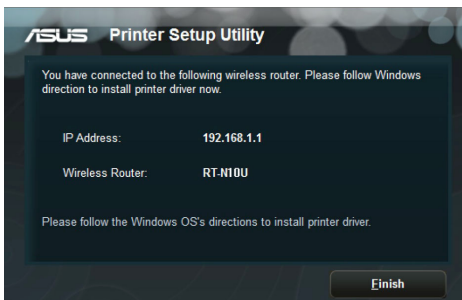 ASUS Printer Setup Utility
You have connected to the following wireless router. Please follow Windows
direction to install printer driver now.
IP Address: 192.168.1.1
Wireless Router: RT-N10U
Please follow the Windows OS's directions to install printer driver.
Finish